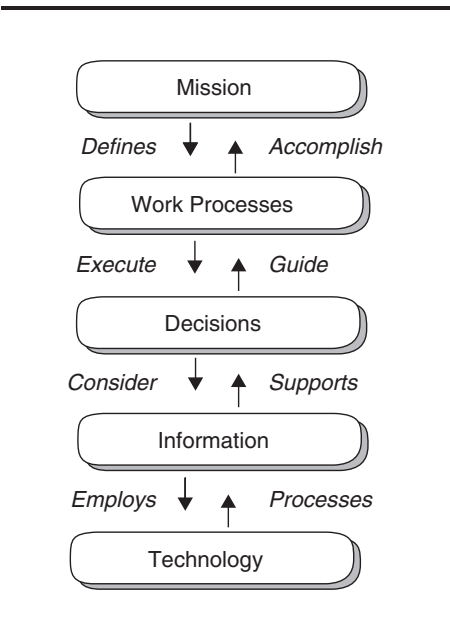 Mission
Defines Accomplish
Work Processes
Execute Guide
Decisions
Consider Supports
Information
Employs Processes
Technology